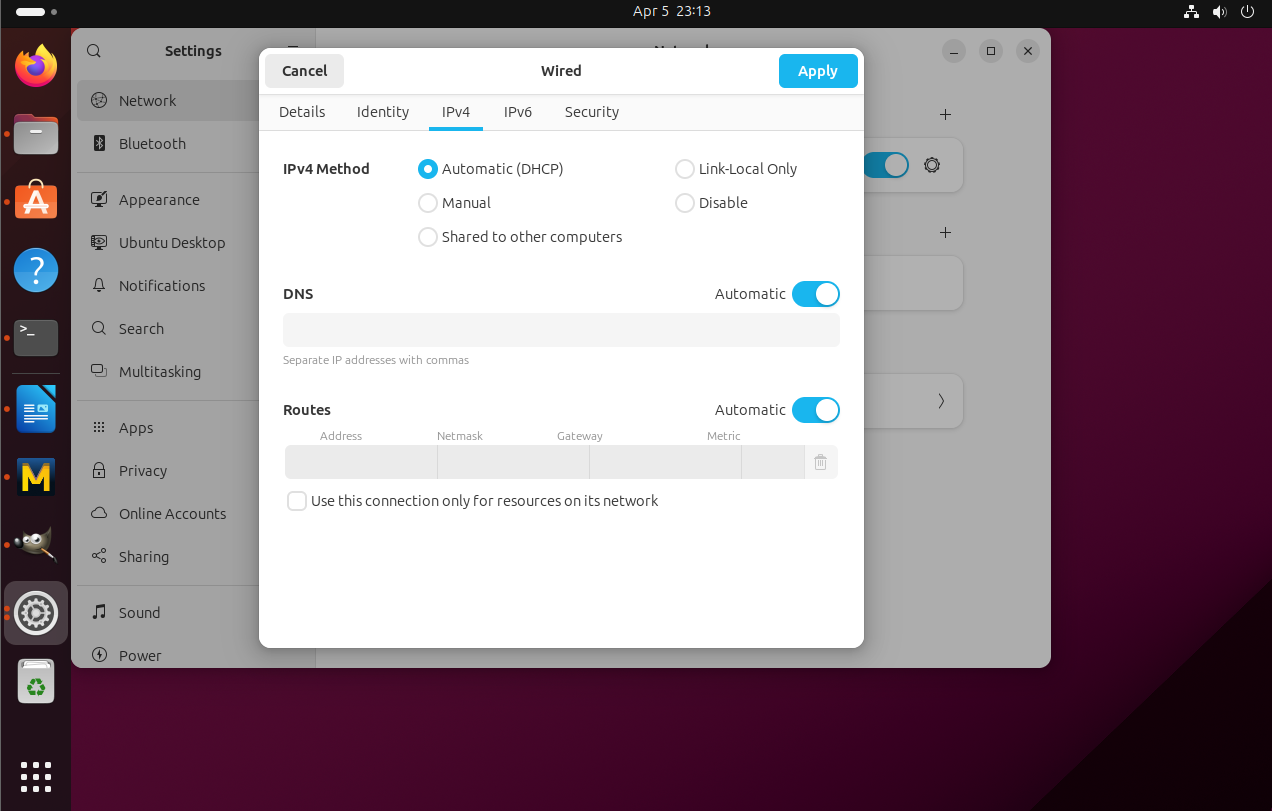 Apr 5 23:13
Settings
Cancel
Wired
Apply
Network
Bluetooth
Appearance
Ubuntu Desktop
Notifications
Search
Multitasking
Apps
Privacy
Online Accounts
Sharing
Sound
Power
Details
Identity
IPv4
IPv6
Security
IPv4 Method
Automatic (DHCP)
Link-Local Only
Manual
Disable
Shared to other computers
DNS
Automatic
Separate IP addresses with commas
Routes
Automatic
Address
Netmask
Gateway
Metric
Use this connection only for resources on its network